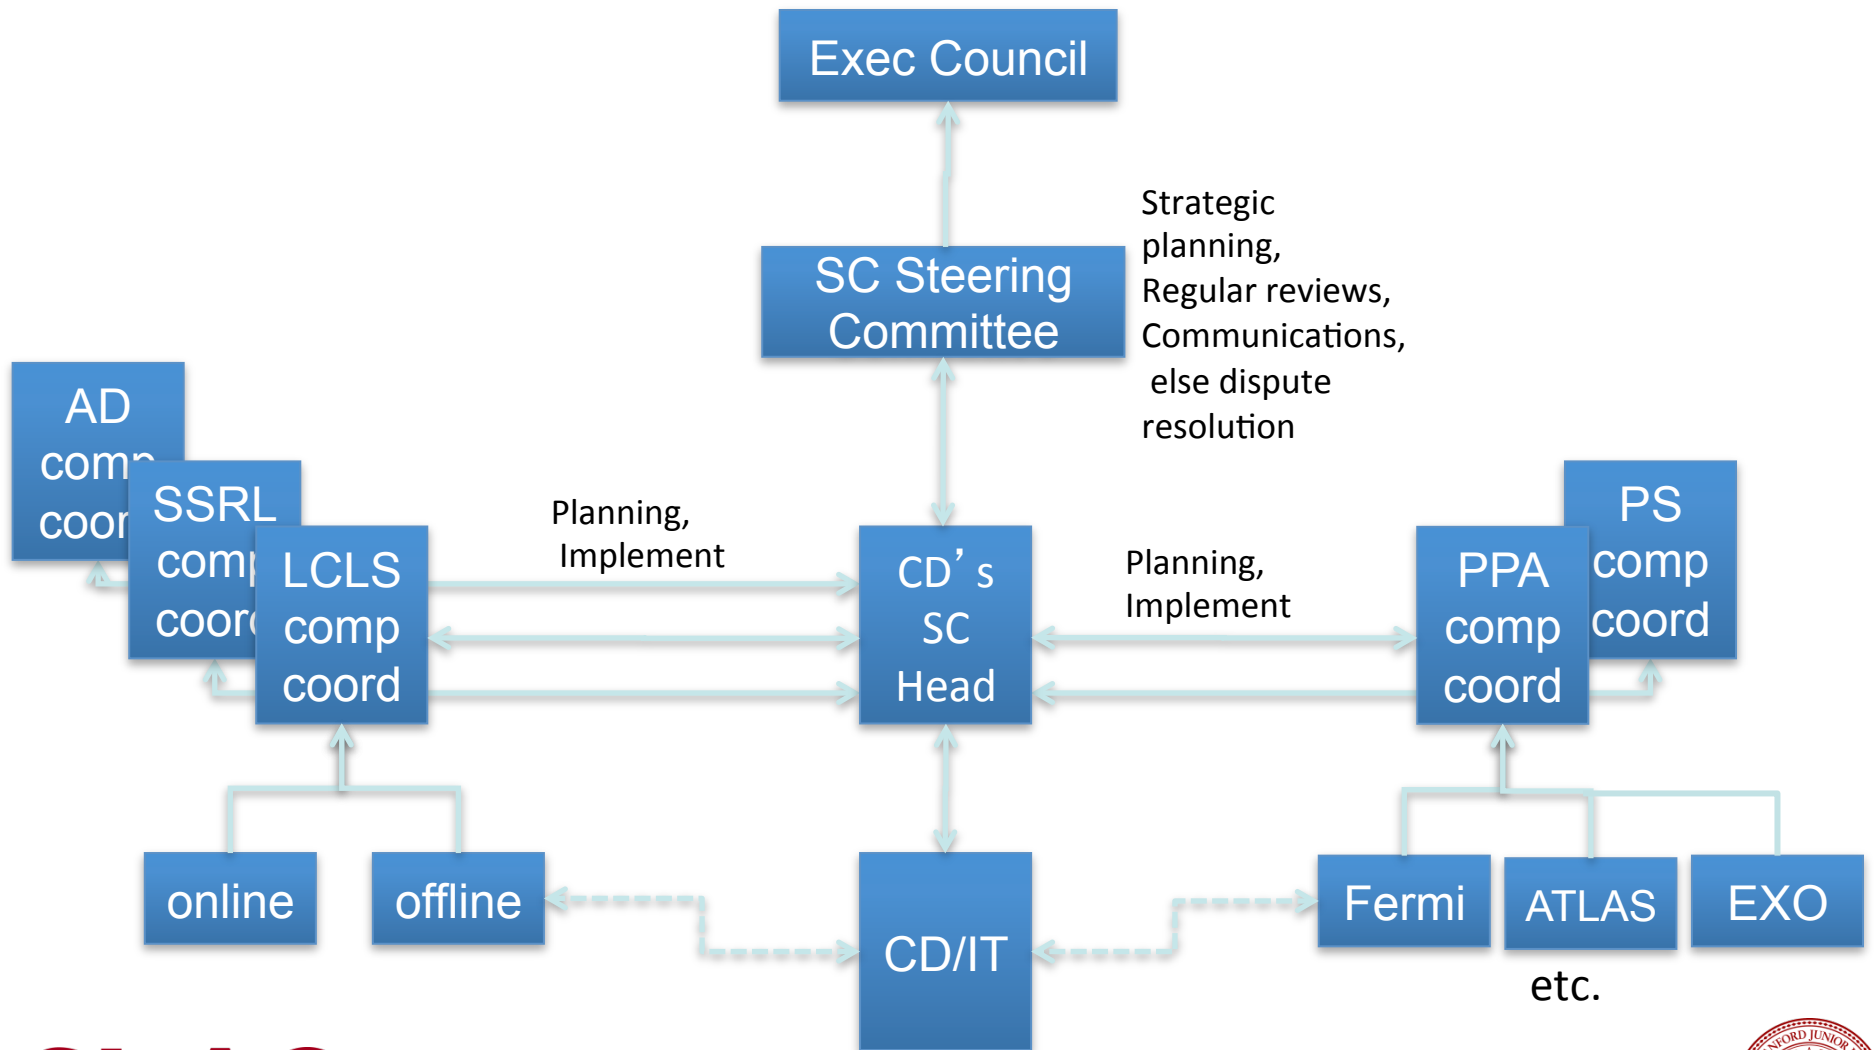 Exec Council
Strategic
planning,
Regular reviews,
Communications,
else dispute
resolution
SC Steering
Committee
AD
comp
SSRL
LCLS
comp
coord
Planning,
Implement
CD's
SC
Head
Planning,
Implement
PPA
comp
coord
PS
comp
coord
online
offline
CD/IT
Fermi
ATLAS
EXO
etc.